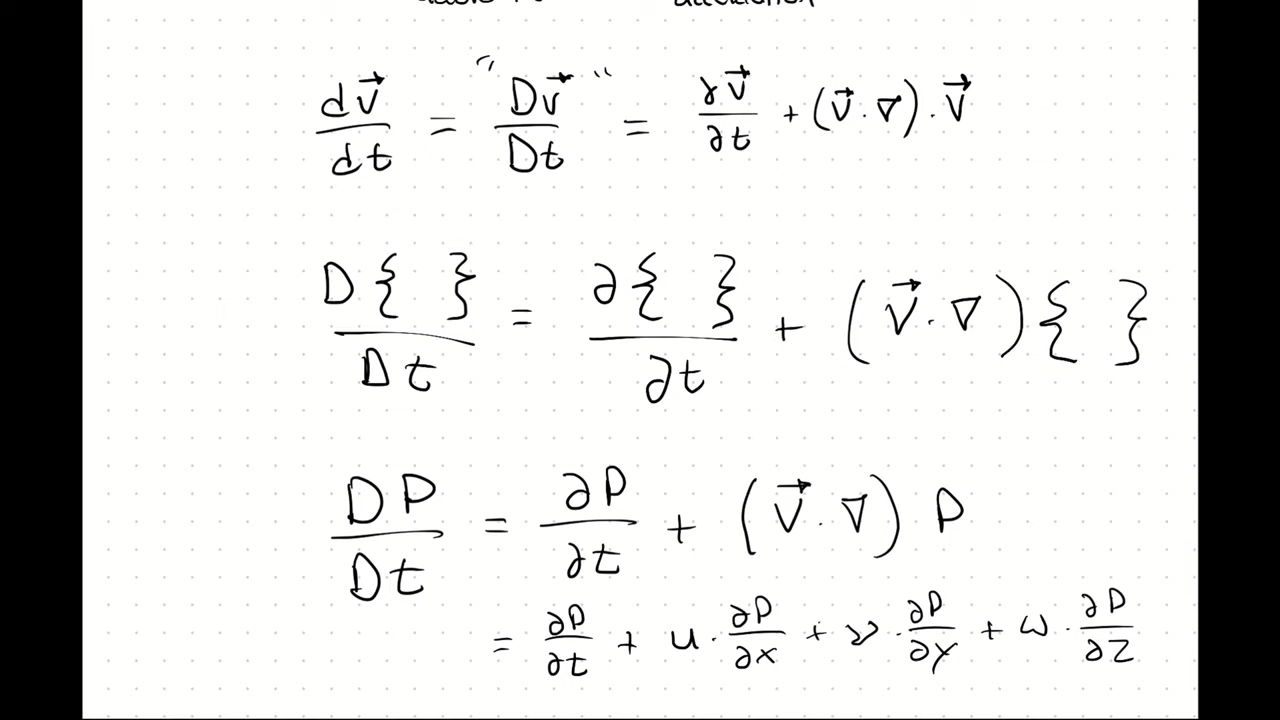 dV⃗/dt = "DV⃗/Dt" = ∂V⃗/∂t + (V⃗ · ∇) · V⃗
D{ }/Dt = ∂{ }/∂t + (V⃗ · ∇){ }
DP/Dt = ∂P/∂t + (V⃗ · ∇) P
= ∂P/∂t + u · ∂P/∂x + v · ∂P/∂y + w · ∂P/∂z